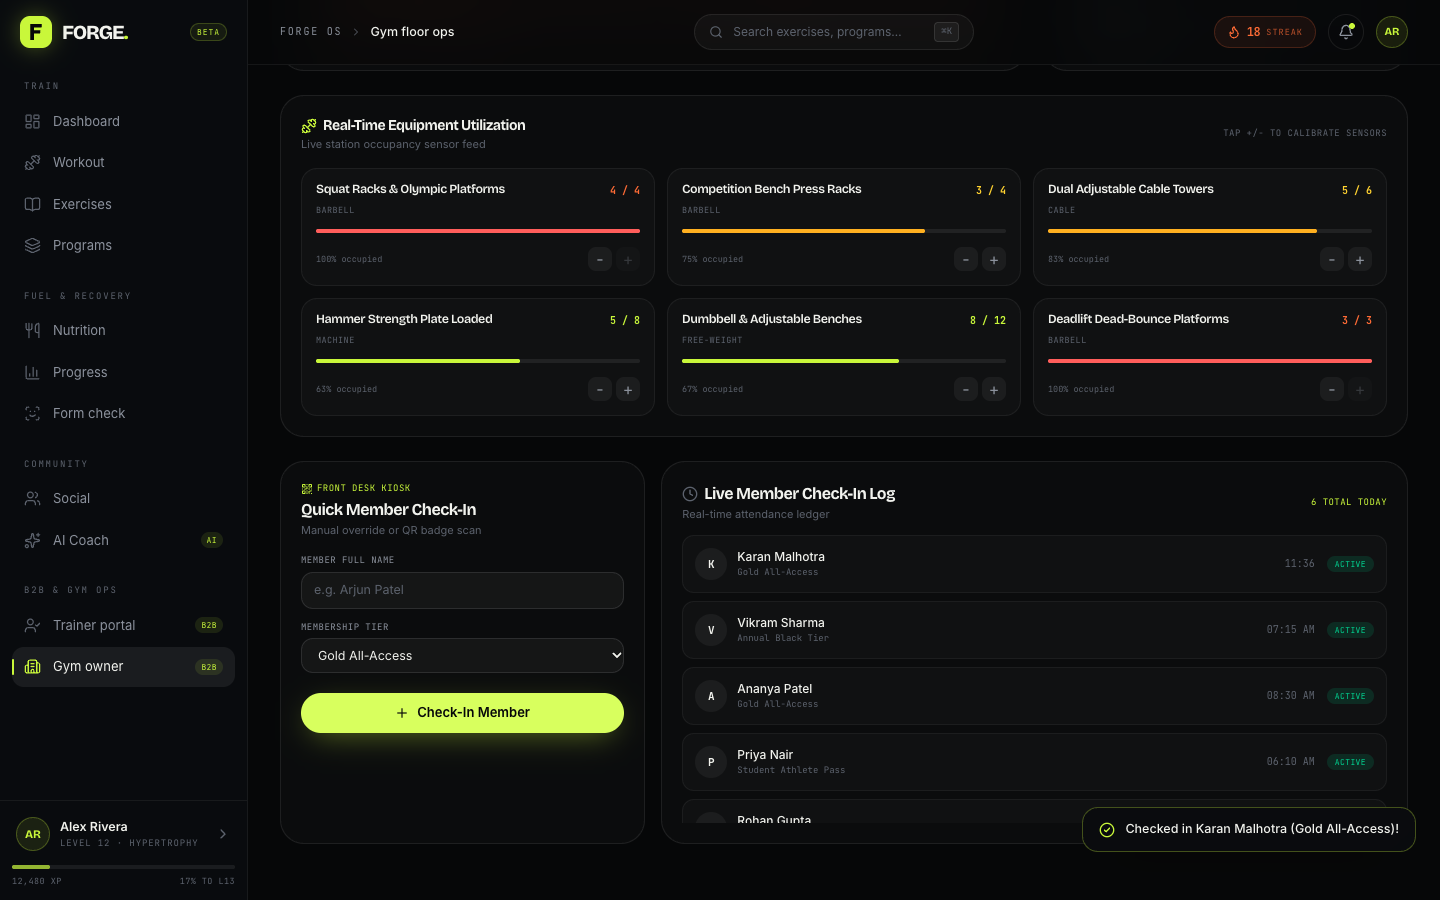 F FORGE. BETA
TRAIN
Dashboard
Workout
Exercises
Programs
FUEL & RECOVERY
Nutrition
Progress
Form check
COMMUNITY
Social
AI Coach AI
B2B & GYM OPS
Trainer portal B2B
Gym owner B2B
AR Alex Rivera
LEVEL 12 · HYPERTROPHY
12,480 XP 17% TO L13
FORGE OS > Gym floor ops
Search exercises, programs... ⌘K
18 STREAK
AR
Real-Time Equipment Utilization
Live station occupancy sensor feed
TAP +/- TO CALIBRATE SENSORS
Squat Racks & Olympic Platforms 4 / 4
BARBELL
100% occupied - +
Competition Bench Press Racks 3 / 4
BARBELL
75% occupied - +
Dual Adjustable Cable Towers 5 / 6
CABLE
83% occupied - +
Hammer Strength Plate Loaded 5 / 8
MACHINE
63% occupied - +
Dumbbell & Adjustable Benches 8 / 12
FREE-WEIGHT
67% occupied - +
Deadlift Dead-Bounce Platforms 3 / 3
BARBELL
100% occupied - +
FRONT DESK KIOSK
Quick Member Check-In
Manual override or QR badge scan
MEMBER FULL NAME
e.g. Arjun Patel
MEMBERSHIP TIER
Gold All-Access
+ Check-In Member
Live Member Check-In Log
Real-time attendance ledger
6 TOTAL TODAY
K Karan Malhotra 11:36 ACTIVE
Gold All-Access
V Vikram Sharma 07:15 AM ACTIVE
Annual Black Tier
A Ananya Patel 08:30 AM ACTIVE
Gold All-Access
P Priya Nair 06:10 AM ACTIVE
Student Athlete Pass
Rohan Gupta
Checked in Karan Malhotra (Gold All-Access)!